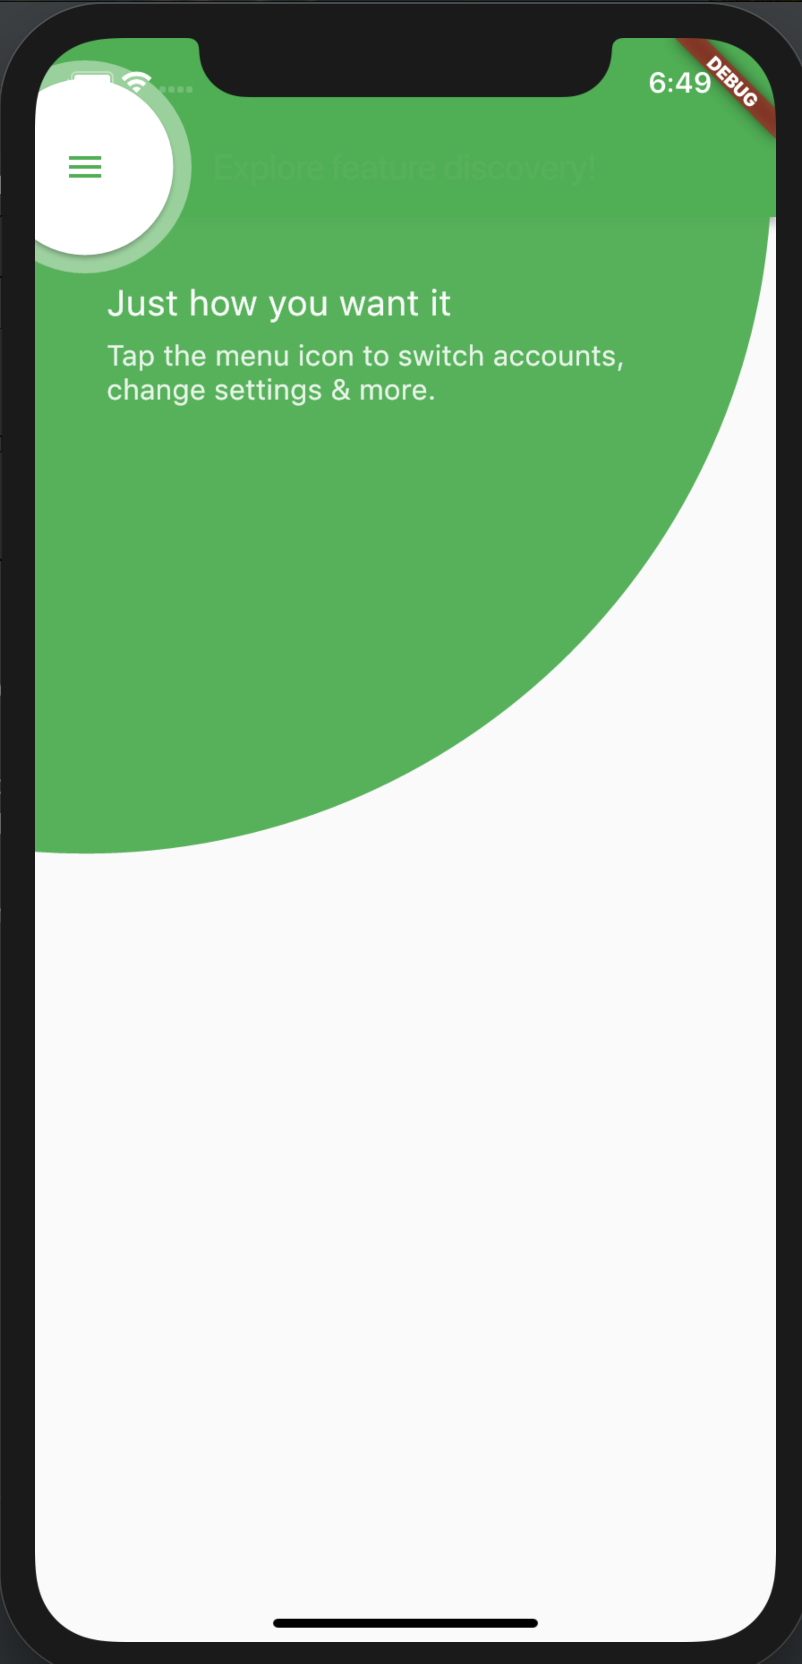 6:49
DEBUG
Explore feature discovery!
Just how you want it
Tap the menu icon to switch accounts,
change settings & more.